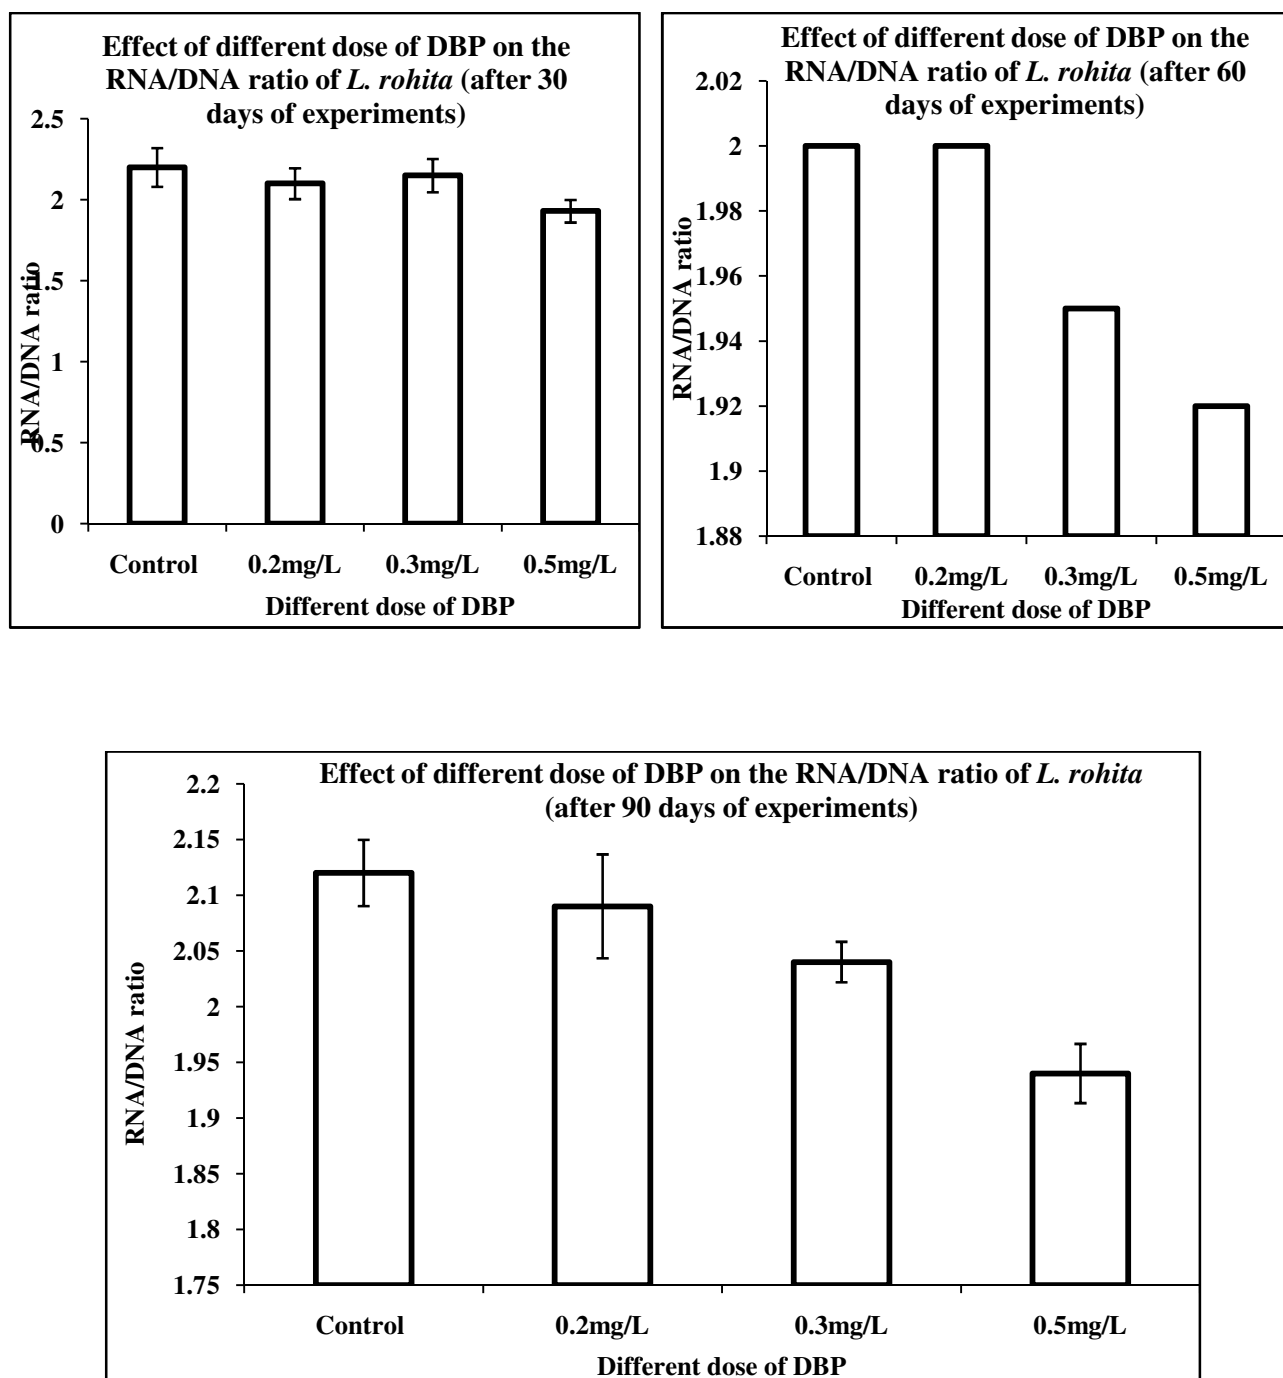 Effect of different dose of DBP on the
RNA/DNA ratio of L. rohita (after 30
days of experiments)
2.5
2
1.5
1
0.5
0
RNA/DNA ratio
Control 0.2mg/L 0.3mg/L 0.5mg/L
Different dose of DBP
Effect of different dose of DBP on the
RNA/DNA ratio of L. rohita (after 60
days of experiments)
2.02
2
1.98
1.96
1.94
1.92
1.9
1.88
RNA/DNA ratio
Control 0.2mg/L 0.3mg/L 0.5mg/L
Different dose of DBP
Effect of different dose of DBP on the RNA/DNA ratio of L. rohita
(after 90 days of experiments)
2.2
2.15
2.1
2.05
2
1.95
1.9
1.85
1.8
1.75
RNA/DNA ratio
Control 0.2mg/L 0.3mg/L 0.5mg/L
Different dose of DBP